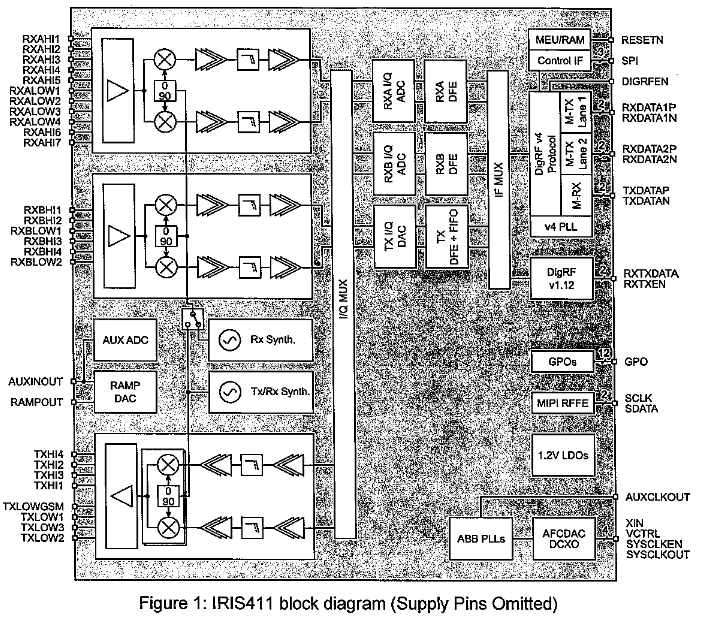 RXAHI1
RXAHI2
RXAHI3
RXAHI4
RXAHI5
RXALOW1
RXALOW2
RXALOW3
RXALOW4
RXAHI6
RXAHI7
0
90
RXBHI1
RXBHI2
RXBLOW1
RXBHI3
RXBHI4
RXBLOW2
0
90
AUX ADC
Rx Synth.
AUXINOUT
RAMPOUT
RAMP
DAC
Tx/Rx Synth.
TXHI4
TXHI2
TXHI3
TXHI1
TXLOWGSM
TXLOW1
TXLOW3
TXLOW2
0
90
I/Q MUX
RXA I/Q
ADC
RXA
DFE
RXB I/Q
ADC
RXB
DFE
TX I/Q
DAC
TX
DFE + FIFO
IF MUX
MEU/RAM
Control IF
DigRF v4
Protocol
M-TX
Lane 1
M-TX
Lane 2
M-RX
v4 PLL
DigRF
v1.12
GPOs
12
MIPI RFFE
1.2V LDOs
ABB PLLs
AFCDAC
DCXO
RESETN
SPI
DIGRFEN
RXDATA1P
RXDATA1N
RXDATA2P
RXDATA2N
TXDATAP
TXDATAN
RXTXDATA
RXTXEN
GPO
SCLK
SDATA
AUXCLKOUT
XIN
VCTRL
SYSCLKEN
SYSCLKOUT
Figure 1: IRIS411 block diagram (Supply Pins Omitted)